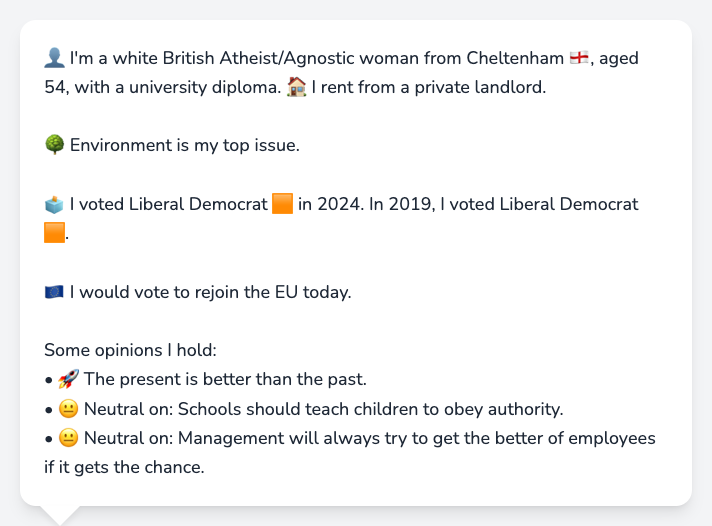 👤 I'm a white British Atheist/Agnostic woman from Cheltenham 🏴󠁧󠁢󠁥󠁮󠁧󠁿, aged
54, with a university diploma. 🏠 I rent from a private landlord.
🌳 Environment is my top issue.
🗳️ I voted Liberal Democrat 🟧 in 2024. In 2019, I voted Liberal Democrat
🟧.
🇪🇺 I would vote to rejoin the EU today.
Some opinions I hold:
• 🚀 The present is better than the past.
• 😐 Neutral on: Schools should teach children to obey authority.
• 😐 Neutral on: Management will always try to get the better of employees
if it gets the chance.